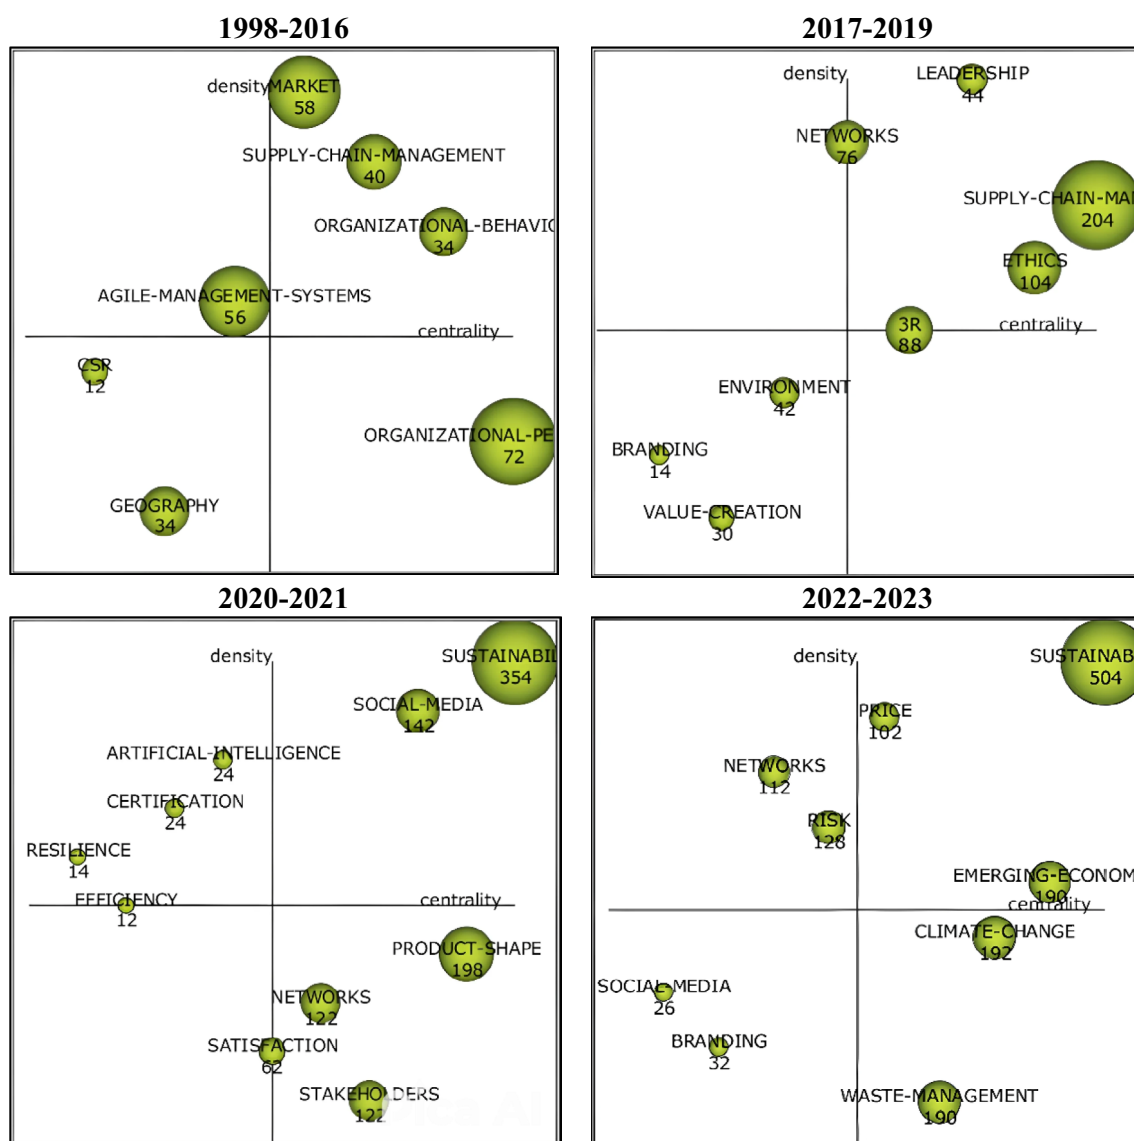 1998-2016
density
MARKET
58
SUPPLY-CHAIN-MANAGEMENT
40
ORGANIZATIONAL-BEHAVIO
34
AGILE-MANAGEMENT-SYSTEMS
56
centrality
CSR
12
ORGANIZATIONAL-PE
72
GEOGRAPHY
34
2017-2019
density
LEADERSHIP
44
NETWORKS
76
SUPPLY-CHAIN-MAN
204
ETHICS
104
3R
88
centrality
ENVIRONMENT
42
BRANDING
14
VALUE-CREATION
30
2020-2021
density
SUSTAINABIL
354
SOCIAL-MEDIA
142
ARTIFICIAL-INTELLIGENCE
24
CERTIFICATION
24
RESILIENCE
14
EFFICIENCY
12
centrality
PRODUCT-SHAPE
198
NETWORKS
122
SATISFACTION
62
STAKEHOLDERS
122
2022-2023
density
SUSTAINAB
504
PRICE
102
NETWORKS
112
RISK
128
EMERGING-ECONOM
190
centrality
CLIMATE-CHANGE
192
SOCIAL-MEDIA
26
BRANDING
32
WASTE-MANAGEMENT
190